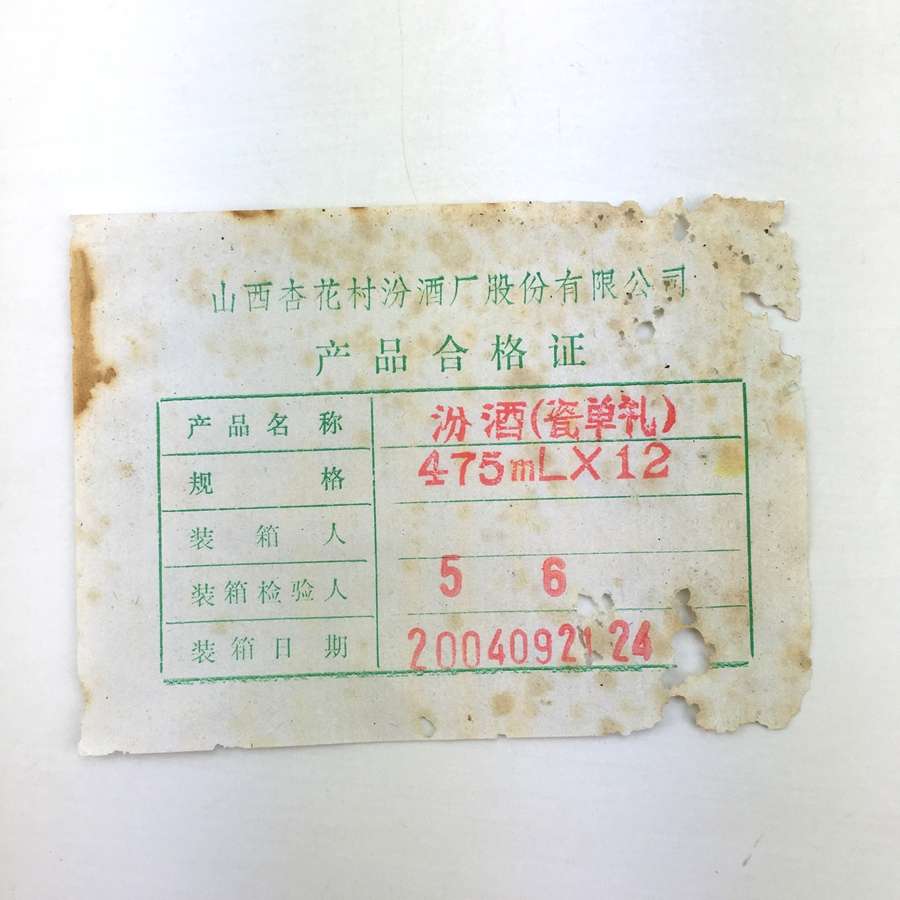 山西杏花村汾酒厂股份有限公司
产品合格证
产品名称 汾酒(瓷单礼)
规格 475mL×12
装箱人
装箱检验人 5 6
装箱日期 20040921 24